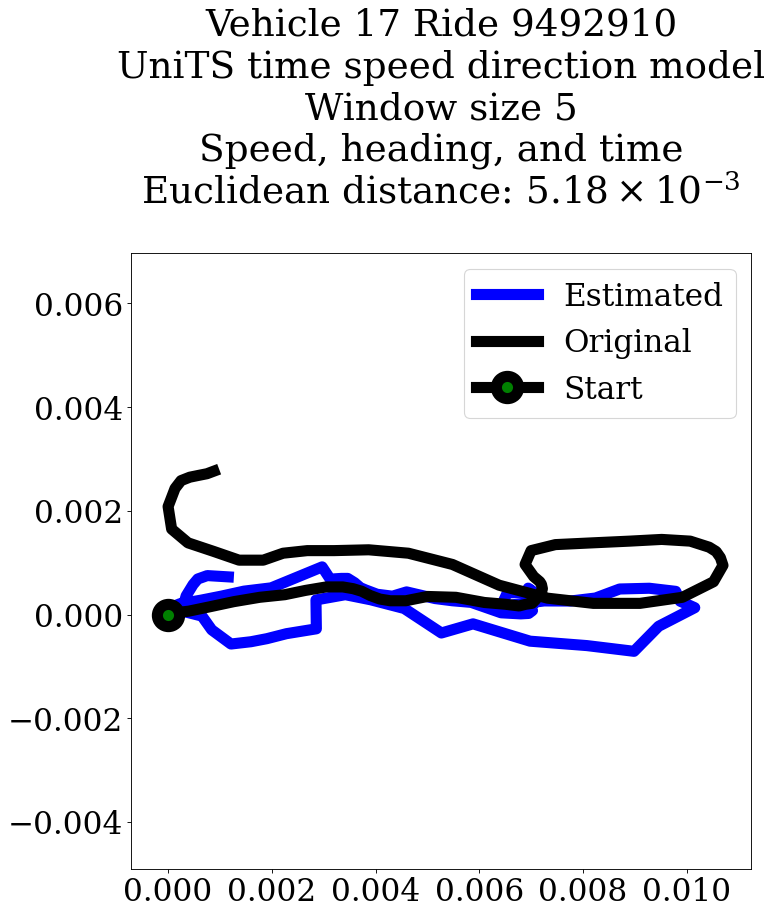 Vehicle 17 Ride 9492910
UniTS time speed direction model
Window size 5
Speed, heading, and time
Euclidean distance: 5.18 × 10⁻³
Estimated
Original
Start
0.006
0.004
0.002
0.000
−0.002
−0.004
0.000 0.002 0.004 0.006 0.008 0.010